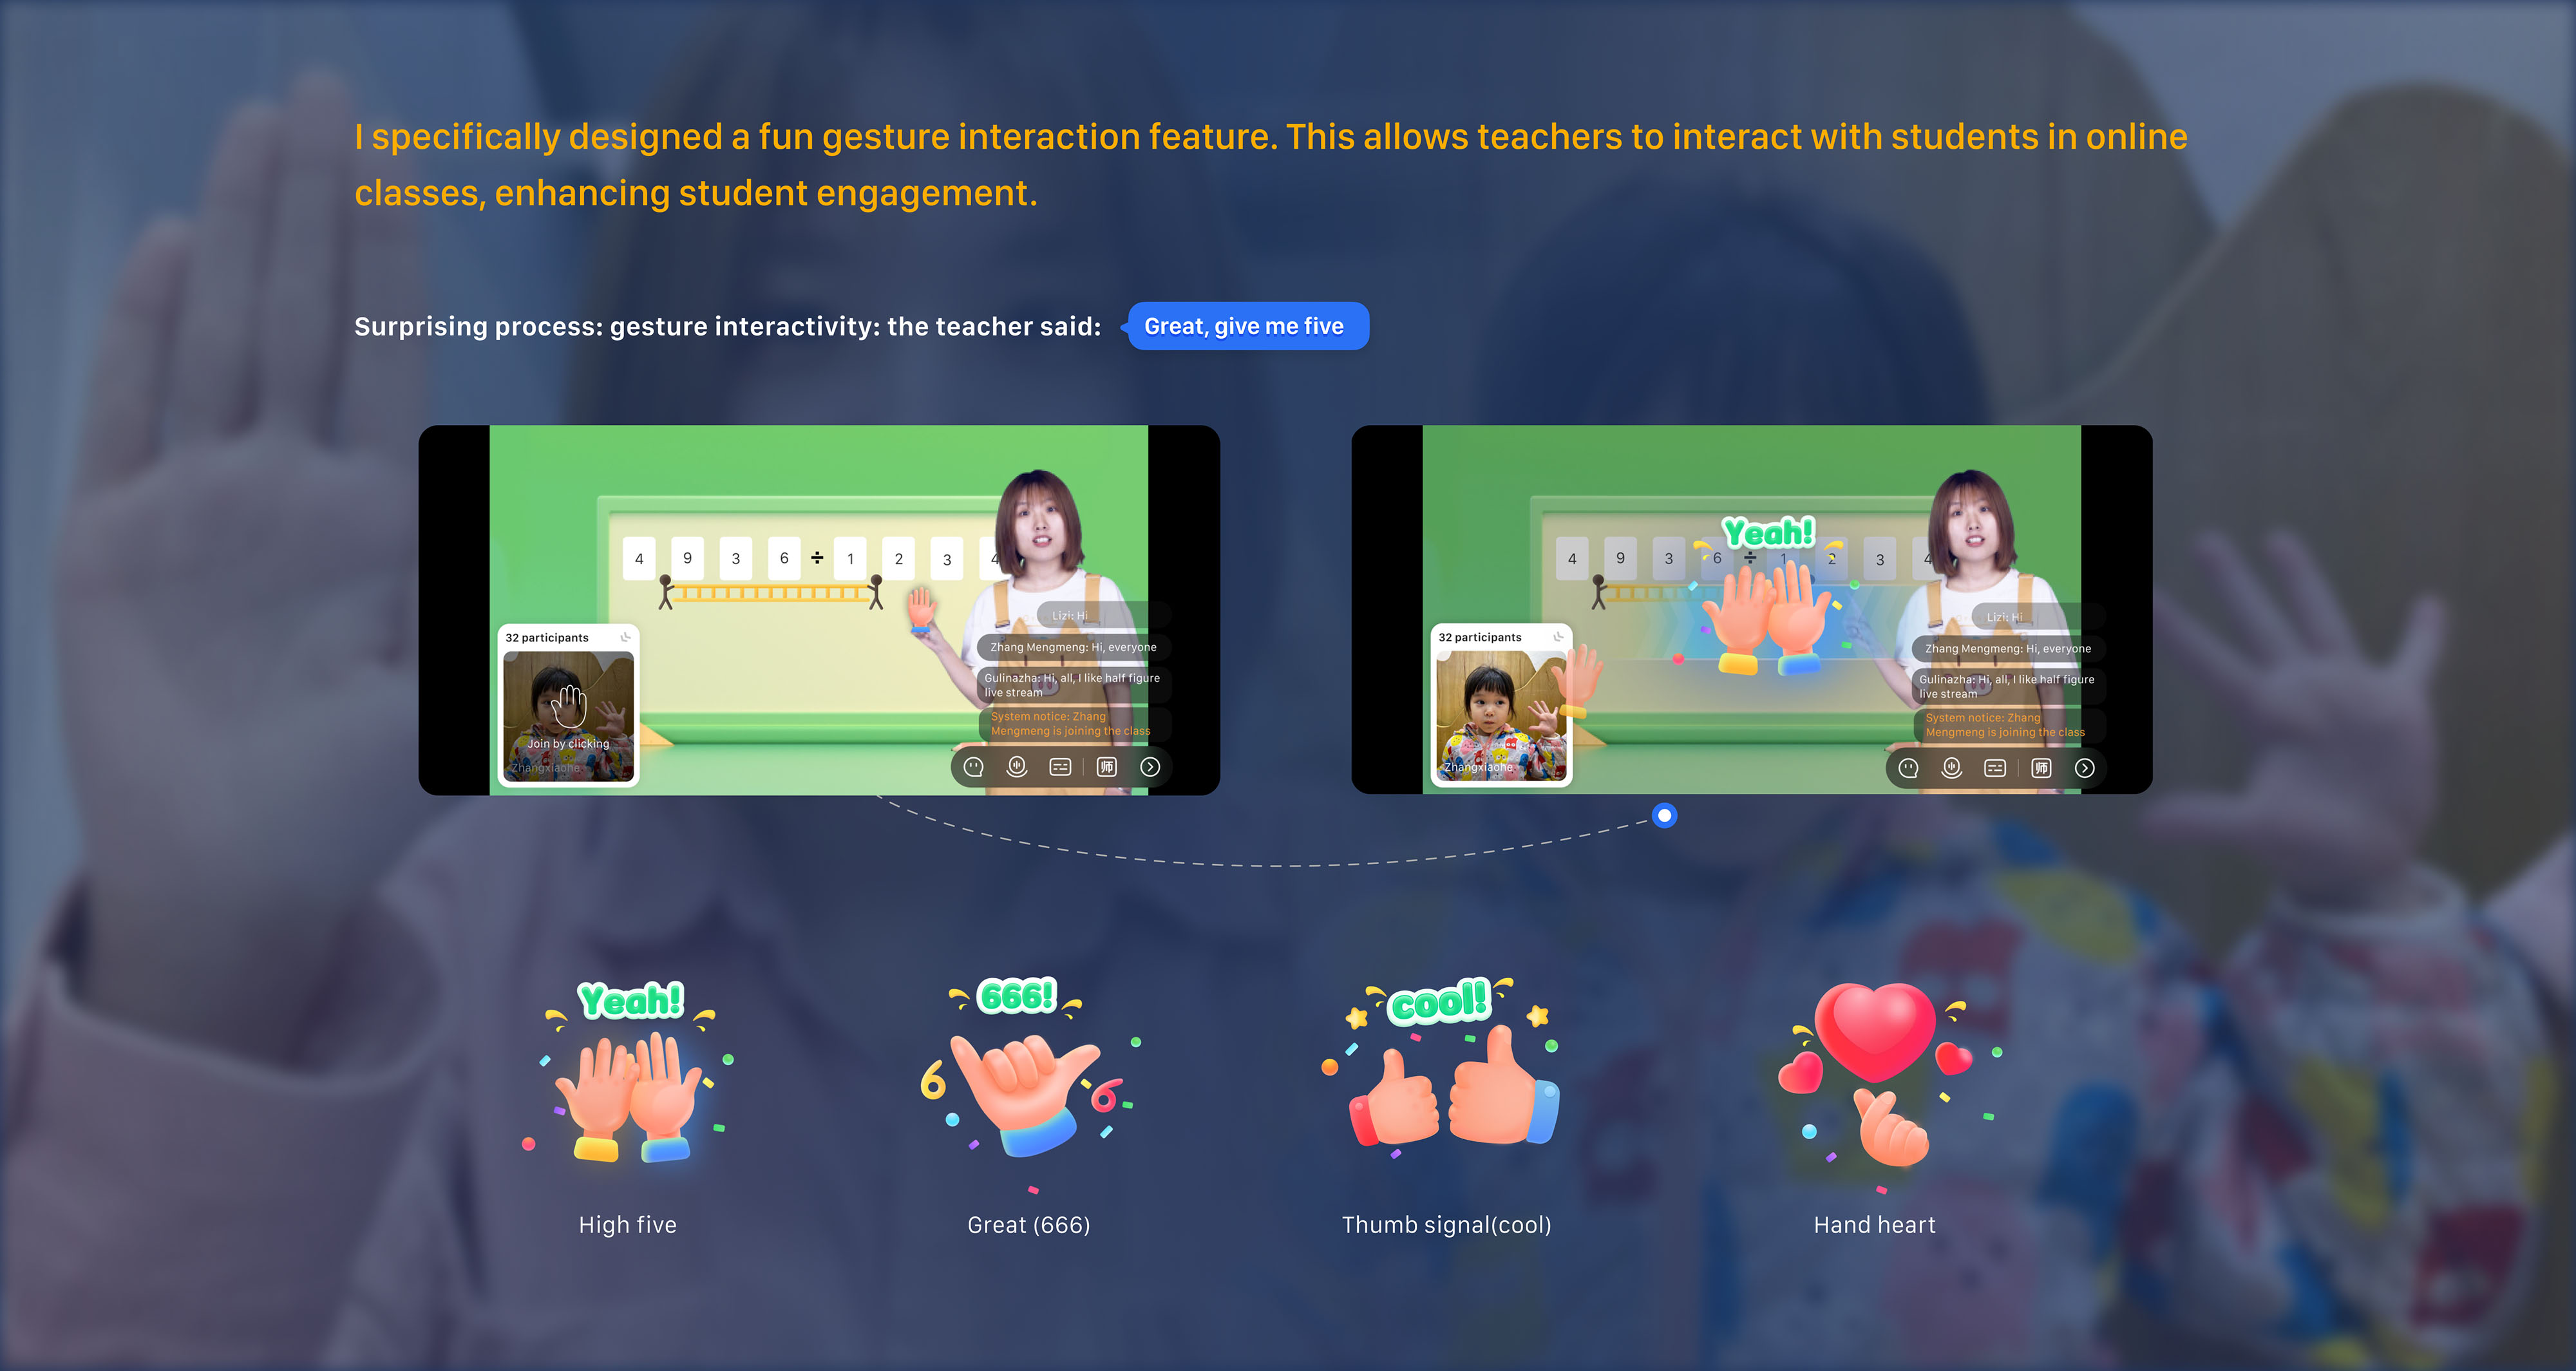 I specifically designed a fun gesture interaction feature. This allows teachers to interact with students in online
classes, enhancing student engagement.
Surprising process: gesture interactivity: the teacher said:
Great, give me five
4 9 3 6 ÷ 1 2 3 4
Lizi: Hi
Zhang Mengmeng: Hi, everyone
Gulinazha: Hi, all, I like half figure
live stream
System notice: Zhang
Mengmeng is joining the class
32 participants
Join by clicking
Zhangxiaohe
师
Yeah!
4 9 3 6 ÷ 1 2 3 4
Lizi: Hi
Zhang Mengmeng: Hi, everyone
Gulinazha: Hi, all, I like half figure
live stream
System notice: Zhang
Mengmeng is joining the class
32 participants
Zhangxiaohe
师
Yeah!
High five
666!
6
6
Great (666)
cool!
Thumb signal(cool)
Hand heart